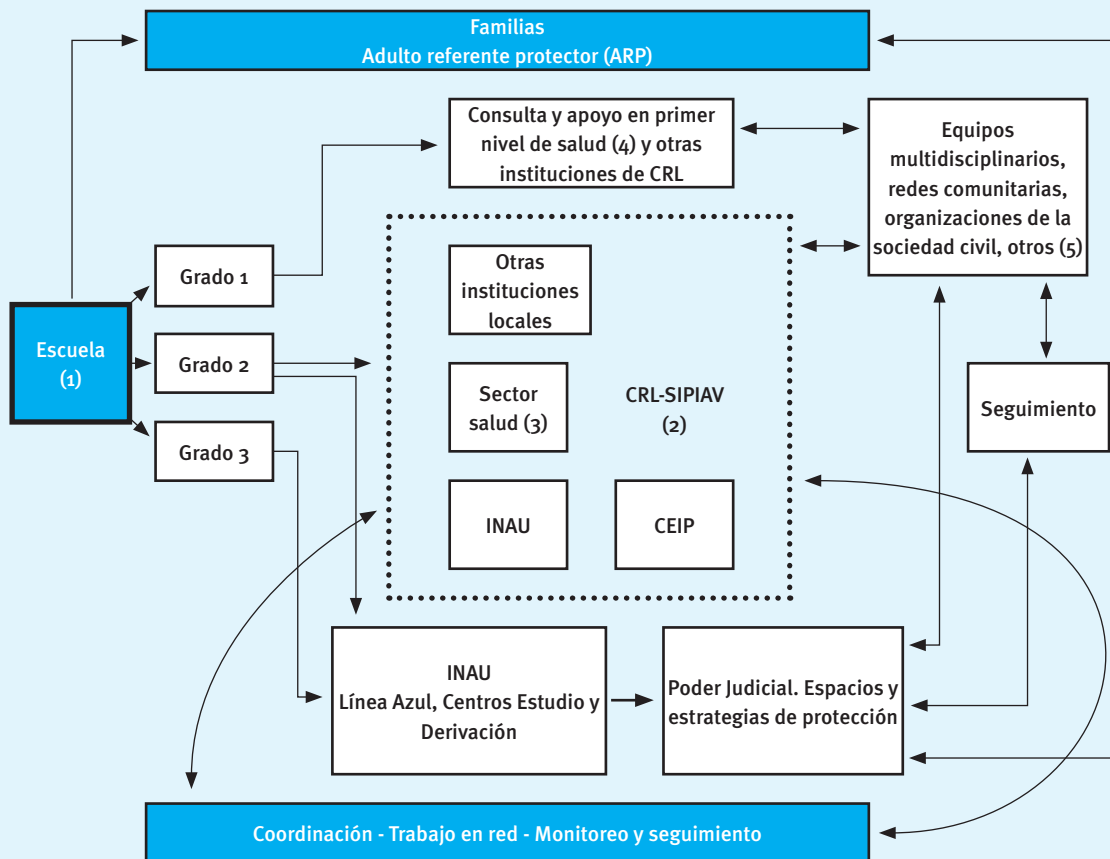 Familias
Adulto referente protector (ARP)
Consulta y apoyo en primer
nivel de salud (4) y otras
instituciones de CRL
Equipos
multidisciplinarios,
redes comunitarias,
organizaciones de la
sociedad civil, otros (5)
Escuela
(1)
Grado 1
Grado 2
Grado 3
Otras
instituciones
locales
Sector
salud (3)
CRL-SIPIAV
(2)
INAU
CEIP
Seguimiento
INAU
Línea Azul, Centros Estudio y
Derivación
Poder Judicial. Espacios y
estrategias de protección
Coordinación - Trabajo en red - Monitoreo y seguimiento